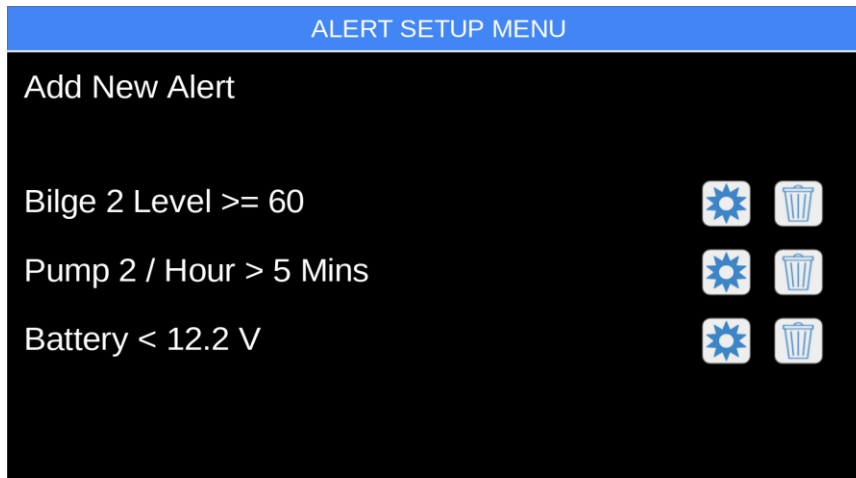 ALERT SETUP MENU
Add New Alert
Bilge 2 Level >= 60
Pump 2 / Hour > 5 Mins
Battery < 12.2 V